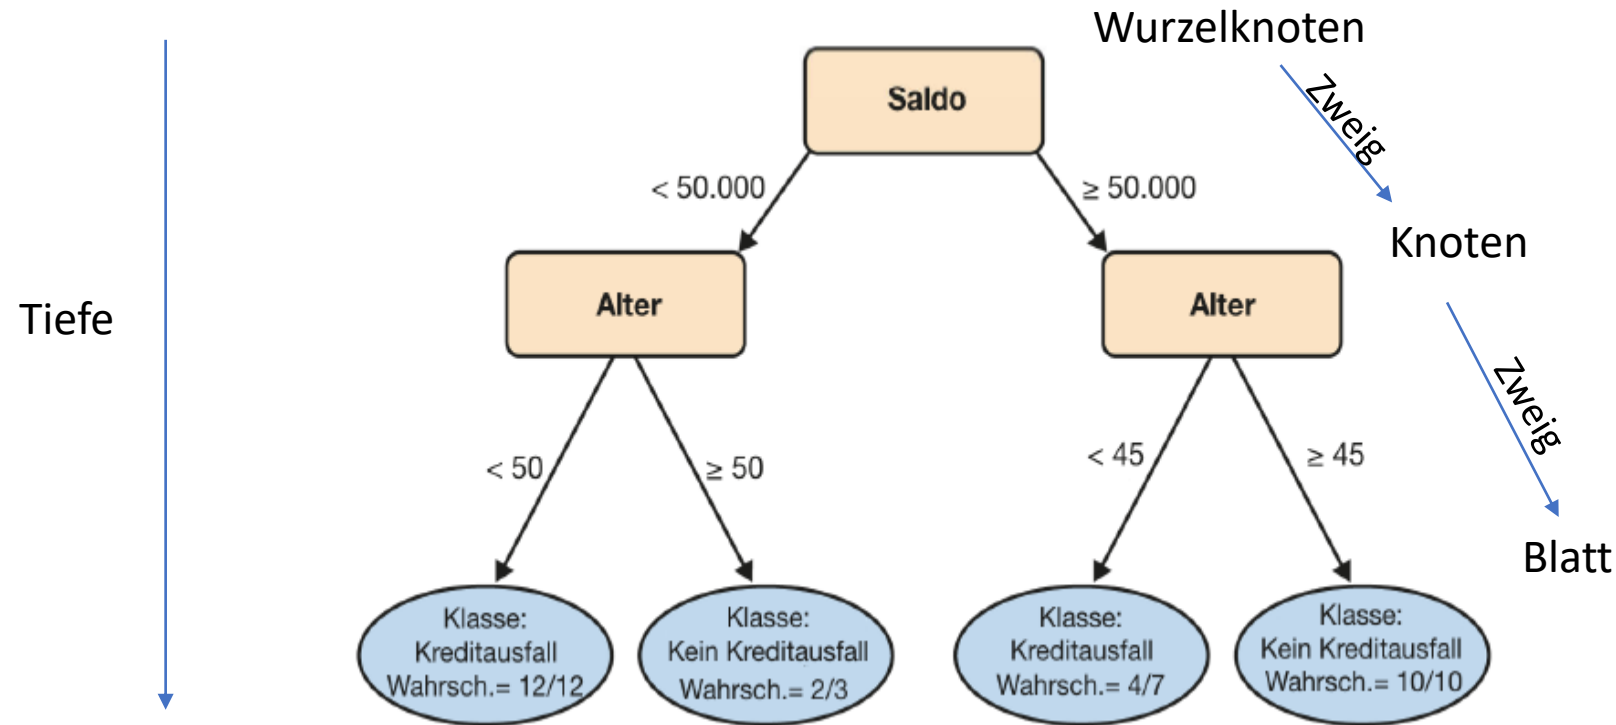 Wurzelknoten
Saldo
Zweig
< 50.000
≥ 50.000
Knoten
Tiefe
Alter
Alter
Zweig
< 50
≥ 50
< 45
≥ 45
Blatt
Klasse:
Kreditausfall
Wahrsch.= 12/12
Klasse:
Kein Kreditausfall
Wahrsch.= 2/3
Klasse:
Kreditausfall
Wahrsch.= 4/7
Klasse:
Kein Kreditausfall
Wahrsch.= 10/10